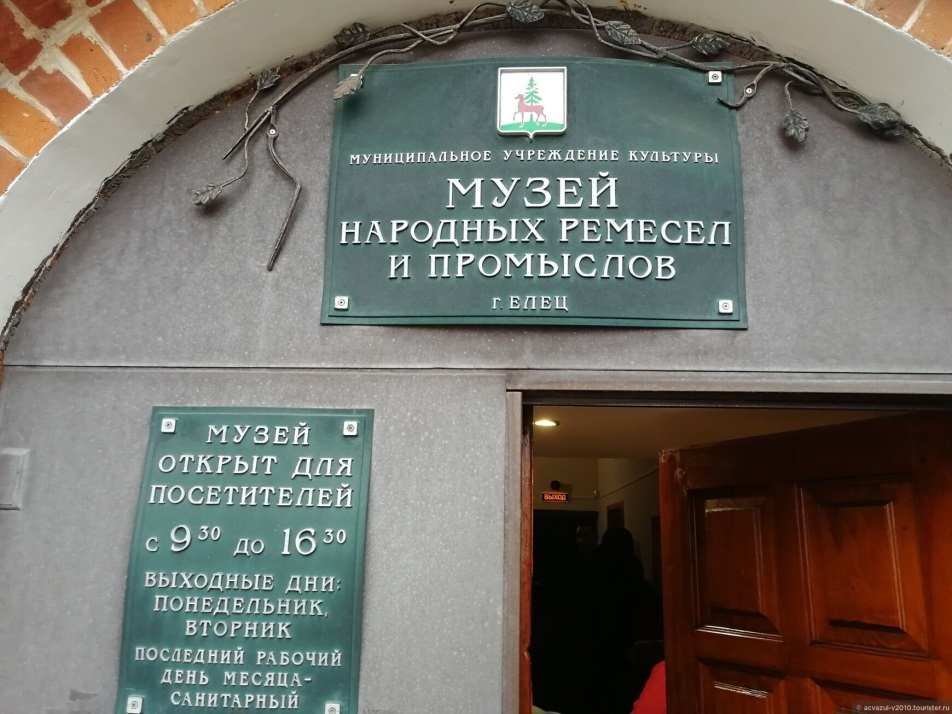 МУНИЦИПАЛЬНОЕ УЧРЕЖДЕНИЕ КУЛЬТУРЫ
МУЗЕЙ
НАРОДНЫХ РЕМЕСЕЛ
И ПРОМЫСЛОВ
г. ЕЛЕЦ
МУЗЕЙ
ОТКРЫТ ДЛЯ
ПОСЕТИТЕЛЕЙ
с 9 30 до 16 30
ВЫХОДНЫЕ ДНИ:
ПОНЕДЕЛЬНИК,
ВТОРНИК
ПОСЛЕДНИЙ РАБОЧИЙ
ДЕНЬ МЕСЯЦА-
САНИТАРНЫЙ
ВЫХОД
© acvazul-v2010.tourister.ru